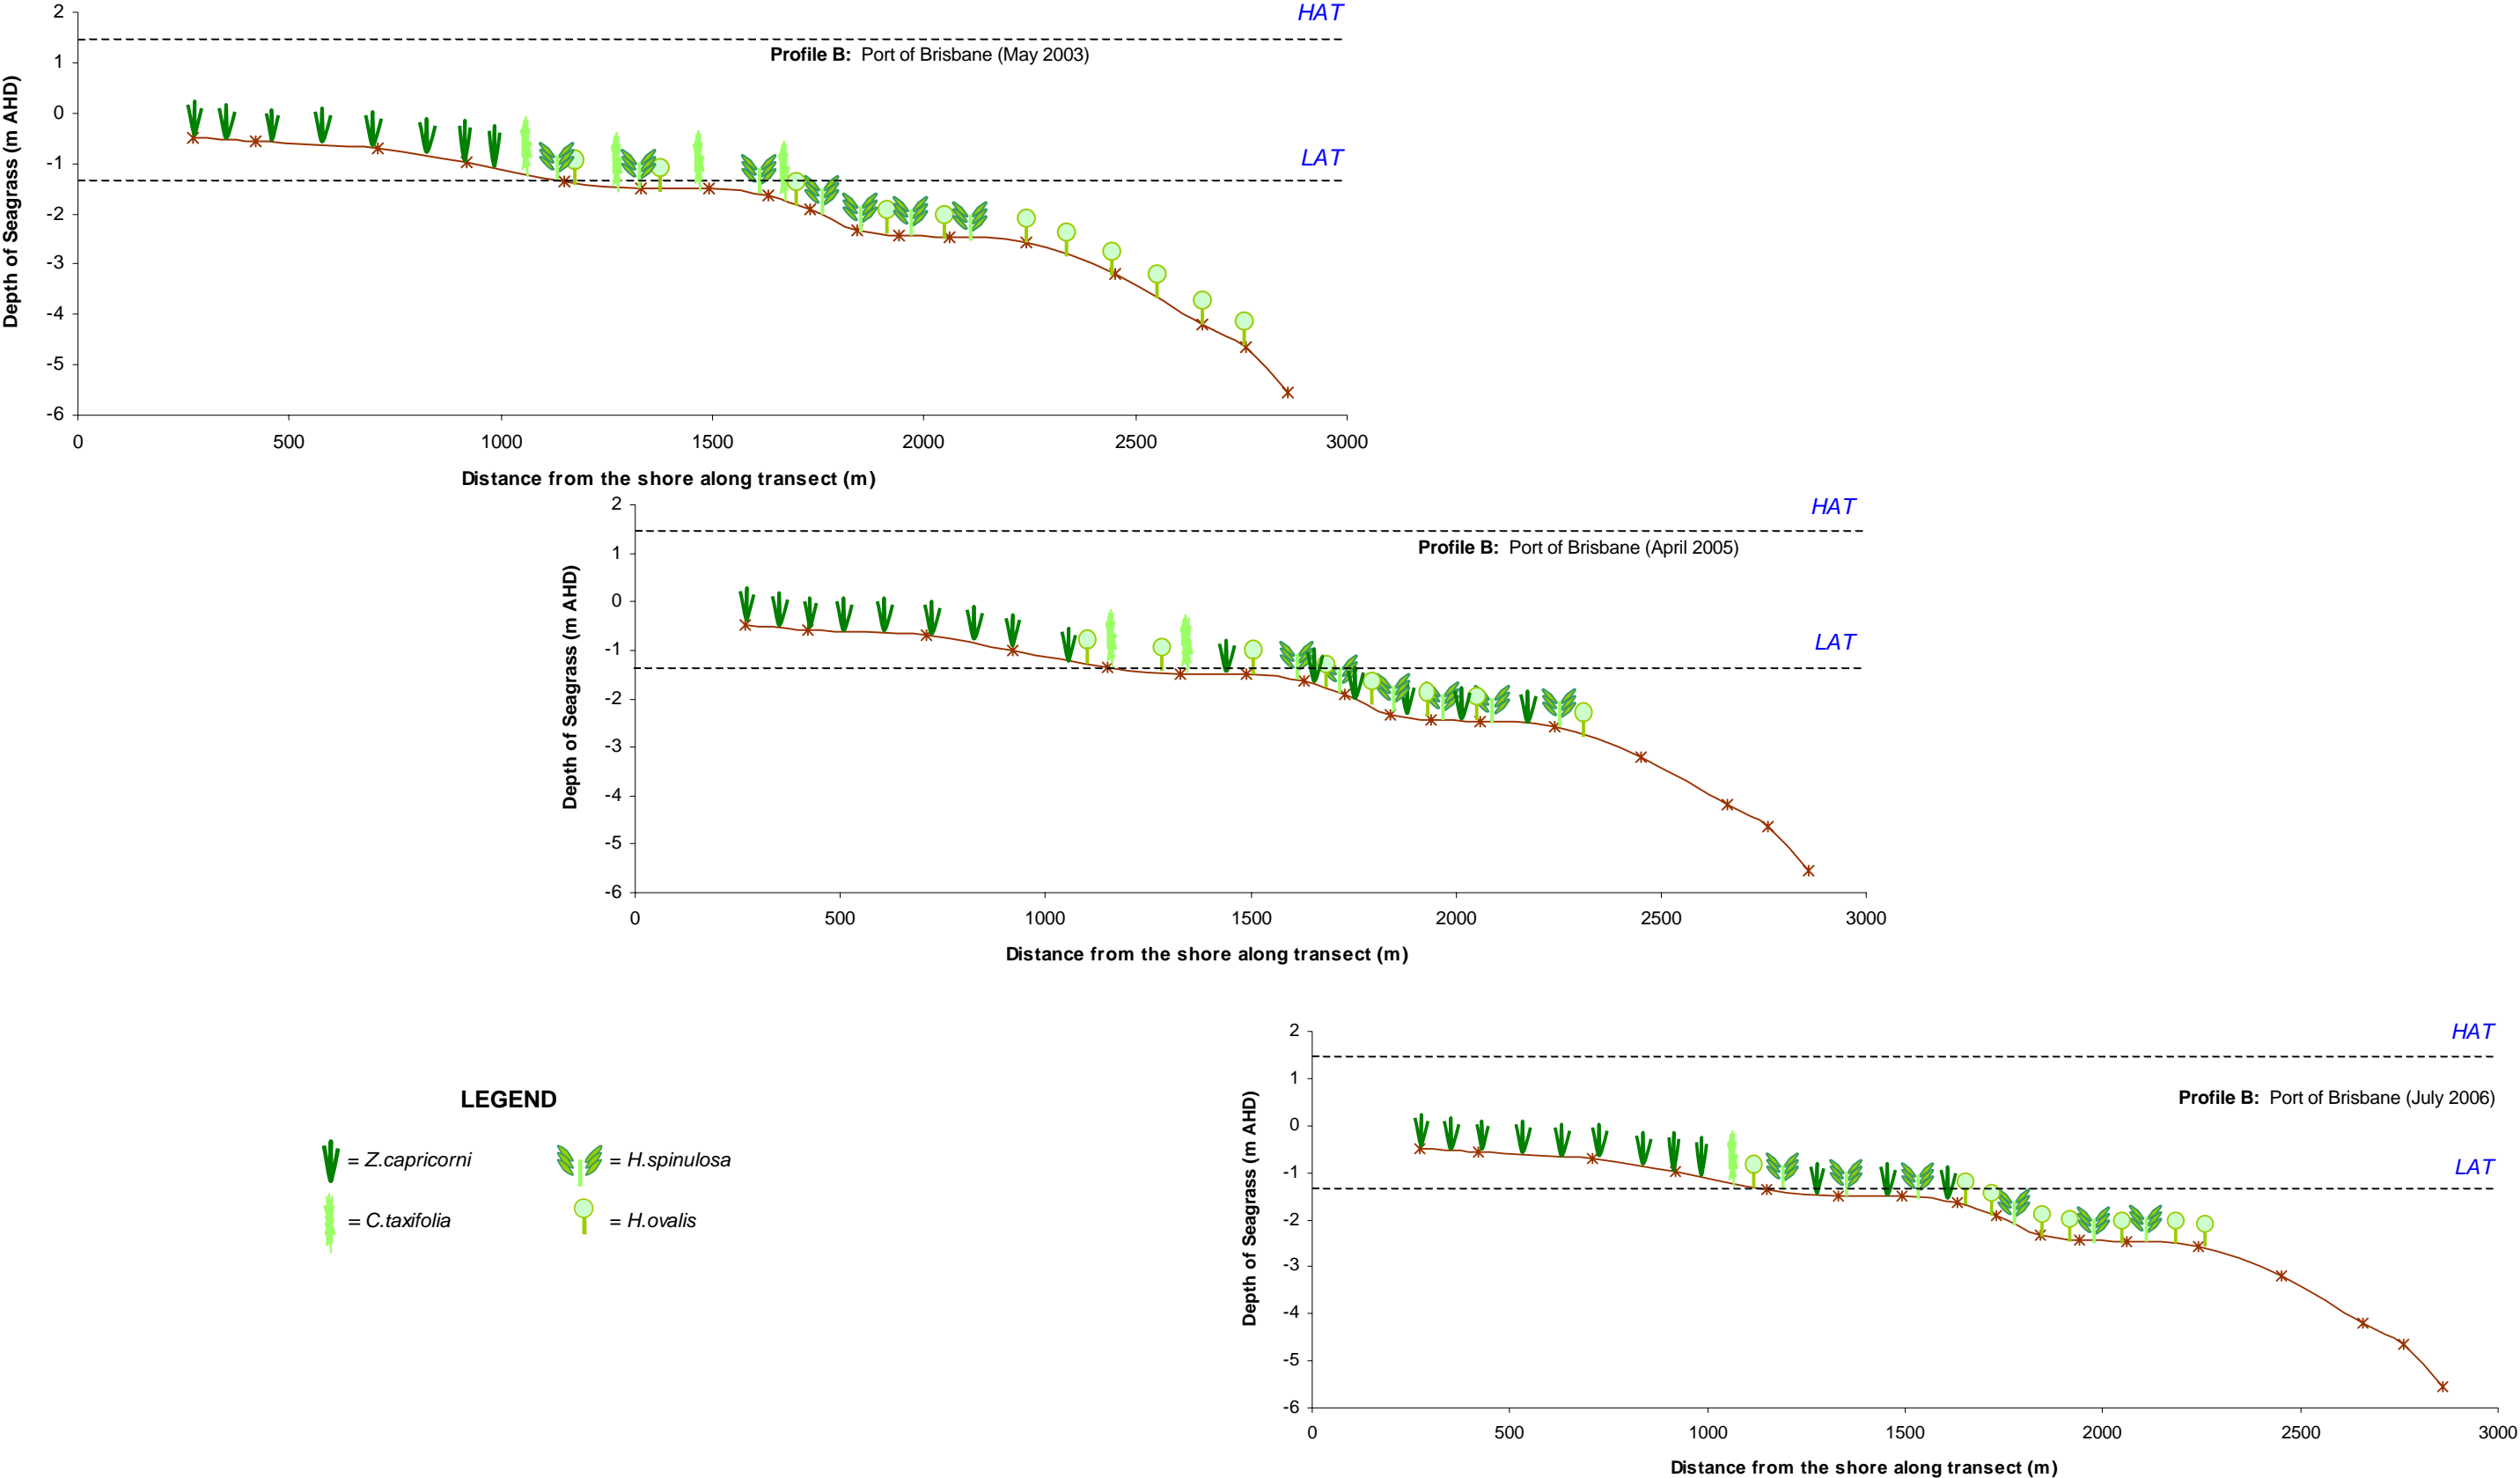 2
HAT
Profile B: Port of Brisbane (May 2003)
1
0
-1
LAT
-2
-3
-4
-5
-6
Depth of Seagrass (m AHD)
0 500 1000 1500 2000 2500 3000
Distance from the shore along transect (m)
2
HAT
Profile B: Port of Brisbane (April 2005)
1
0
-1
LAT
-2
-3
-4
-5
-6
Depth of Seagrass (m AHD)
0 500 1000 1500 2000 2500 3000
Distance from the shore along transect (m)
2
HAT
1
Profile B: Port of Brisbane (July 2006)
0
-1
LAT
-2
-3
-4
-5
-6
Depth of Seagrass (m AHD)
0 500 1000 1500 2000 2500 3000
Distance from the shore along transect (m)
LEGEND
= Z.capricorni
= H.spinulosa
= C.taxifolia
= H.ovalis